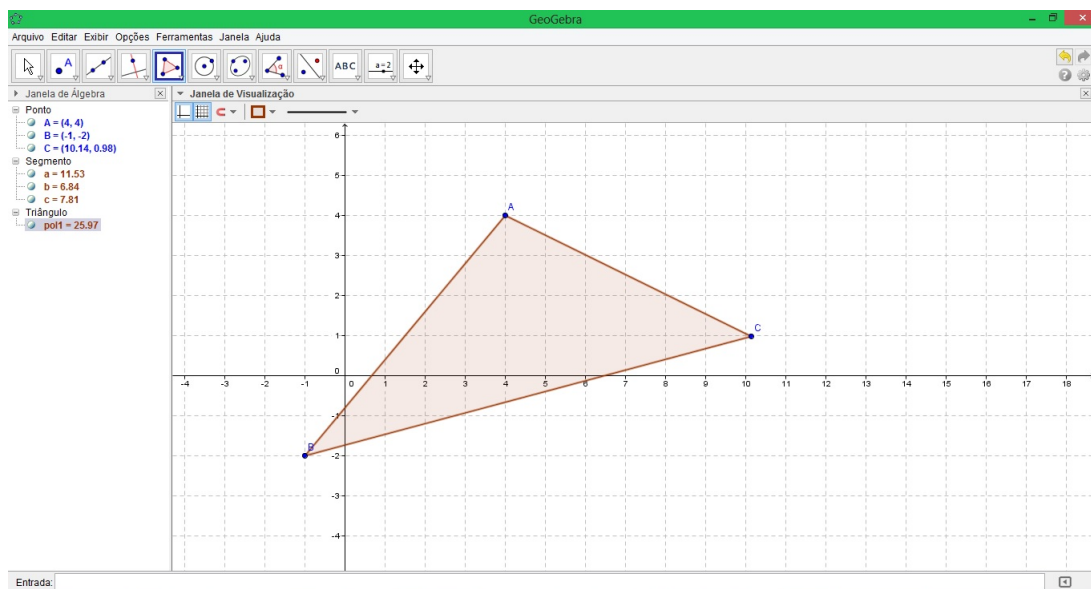 GeoGebra
Arquivo Editar Exibir Opções Ferramentas Janela Ajuda
A ABC a=2 α
Janela de Álgebra
Ponto
A = (4, 4)
B = (-1, -2)
C = (10.14, 0.98)
Segmento
a = 11.53
b = 6.84
c = 7.81
Triângulo
pol1 = 25.97
Janela de Visualização
6
5
A
4
3
2
C
1
0
-4 -3 -2 -1 0 1 2 3 4 5 6 7 8 9 10 11 12 13 14 15 16 17 18
-1
B
-2
-3
-4
Entrada: